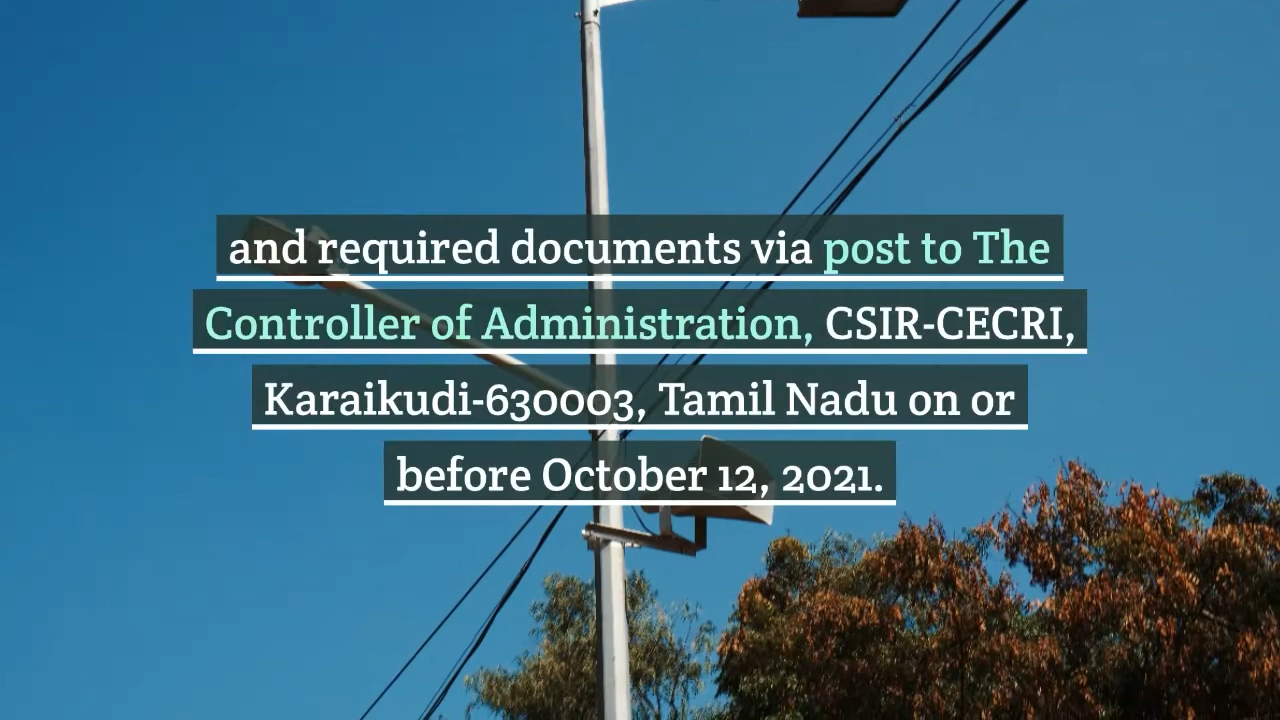 and required documents via post to The
Controller of Administration, CSIR-CECRI,
Karaikudi-630003, Tamil Nadu on or
before October 12, 2021.